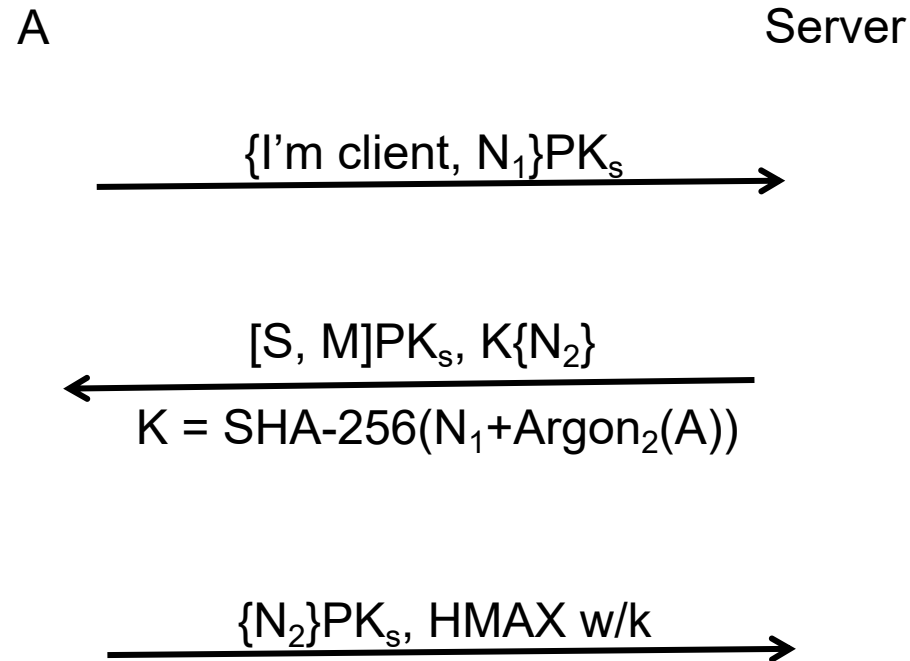 A Server
{I’m client, N₁}PKₛ
[S, M]PKₛ, K{N₂}
K = SHA-256(N₁+Argon₂(A))
{N₂}PKₛ, HMAX w/k